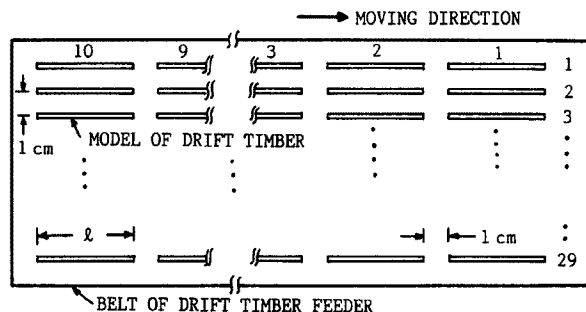 MOVING DIRECTION
10 9 3 2 1
1
2
3
1 cm
MODEL OF DRIFT TIMBER
ℓ
1 cm
29
BELT OF DRIFT TIMBER FEEDER